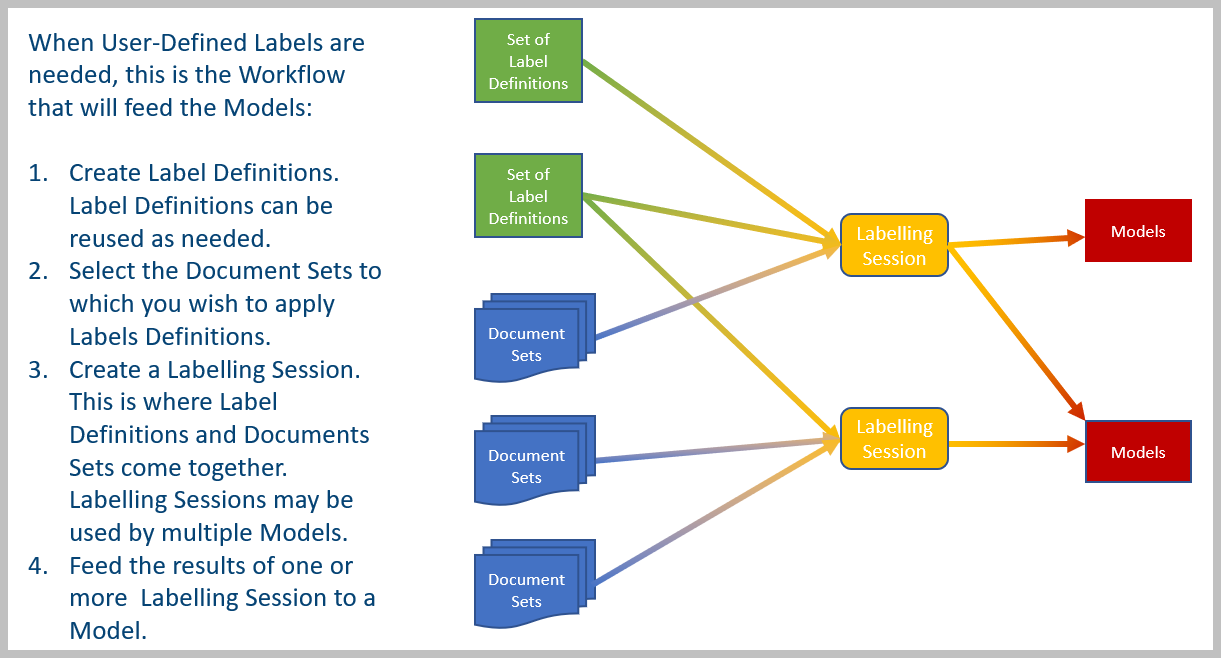 When User-Defined Labels are
needed, this is the Workflow
that will feed the Models:
1. Create Label Definitions.
Label Definitions can be
reused as needed.
2. Select the Document Sets to
which you wish to apply
Labels Definitions.
3. Create a Labelling Session.
This is where Label
Definitions and Documents
Sets come together.
Labelling Sessions may be
used by multiple Models.
4. Feed the results of one or
more  Labelling Session to a
Model.
Set of
Label
Definitions
Set of
Label
Definitions
Document
Sets
Document
Sets
Document
Sets
Labelling
Session
Labelling
Session
Models
Models